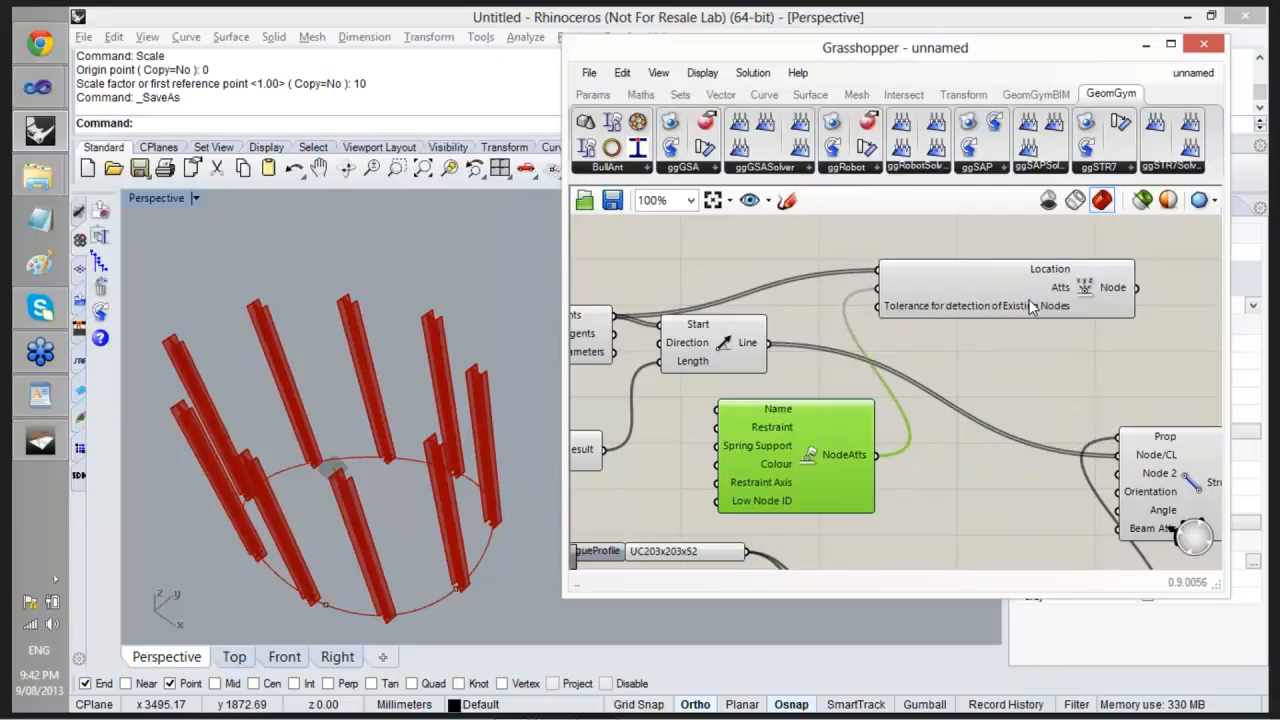 Untitled - Rhinoceros (Not For Resale Lab) (64-bit) - [Perspective]
File Edit View Curve Surface Solid Mesh Dimension Transform Tools Analyze
Command: Scale
Origin point ( Copy=No ): 0
Scale factor or first reference point <1.00> ( Copy=No ): 10
Command: _SaveAs
Command:
Standard CPlanes Set View Display Select Viewport Layout Visibility Transform
Perspective
Grasshopper - unnamed
File Edit View Display Solution Help unnamed
Params Maths Sets Vector Curve Surface Mesh Intersect Transform GeomGymBIM GeomGym
BullAnt ggGSA ggGSASolver ggRobot ggRobotSolv... ggSAP ggSAPSol... ggSTR7 ggSTR7Solv...
100%
Location
Atts
Tolerance for detection of Existing Nodes
Node
Start
Direction
Length
Line
Name
Restraint
Spring Support
Colour
Restraint Axis
Low Node ID
NodeAtts
UC203x203x52
Prop
Node/CL
Node 2
Orientation
Angle
0.9.0056
Perspective Top Front Right
End Near Point Mid Cen Int Perp Tan Quad Knot Vertex Project Disable
CPlane x 3495.17 y 1872.69 z 0.00 Millimeters Default Grid Snap Ortho Planar Osnap SmartTrack Gumball Record History Filter Memory use: 330 MB
z y
x
ENG
9:42 PM
9/08/2013